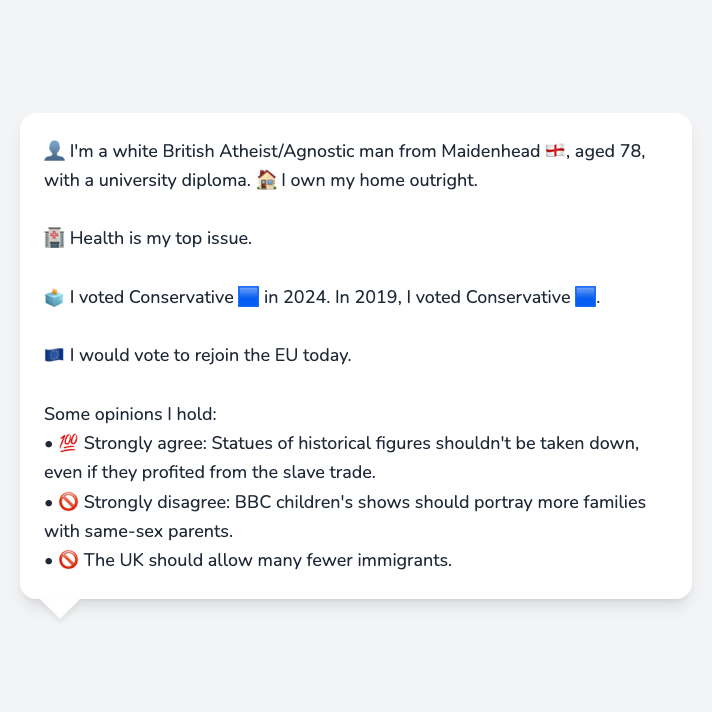 👤 I'm a white British Atheist/Agnostic man from Maidenhead 🏴󠁧󠁢󠁥󠁮󠁧󠁿, aged 78,
with a university diploma. 🏠 I own my home outright.
🏥 Health is my top issue.
🗳️ I voted Conservative 🟦 in 2024. In 2019, I voted Conservative 🟦.
🇪🇺 I would vote to rejoin the EU today.
Some opinions I hold:
• 💯 Strongly agree: Statues of historical figures shouldn't be taken down,
even if they profited from the slave trade.
• 🚫 Strongly disagree: BBC children's shows should portray more families
with same-sex parents.
• 🚫 The UK should allow many fewer immigrants.